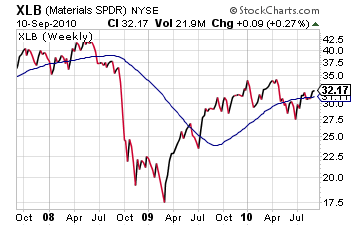 XLB (Materials SPDR) NYSE © StockCharts.com
10-Sep-2010 Cl 32.17 Vol 21.9M Chg +0.09 (+0.27%)
XLB (Weekly)
42.5
40.0
37.5
35.0
32.17
30.0
27.5
25.0
22.5
20.0
17.5
Oct 08 Apr Jul Oct 09 Apr Jul Oct 10 Apr Jul